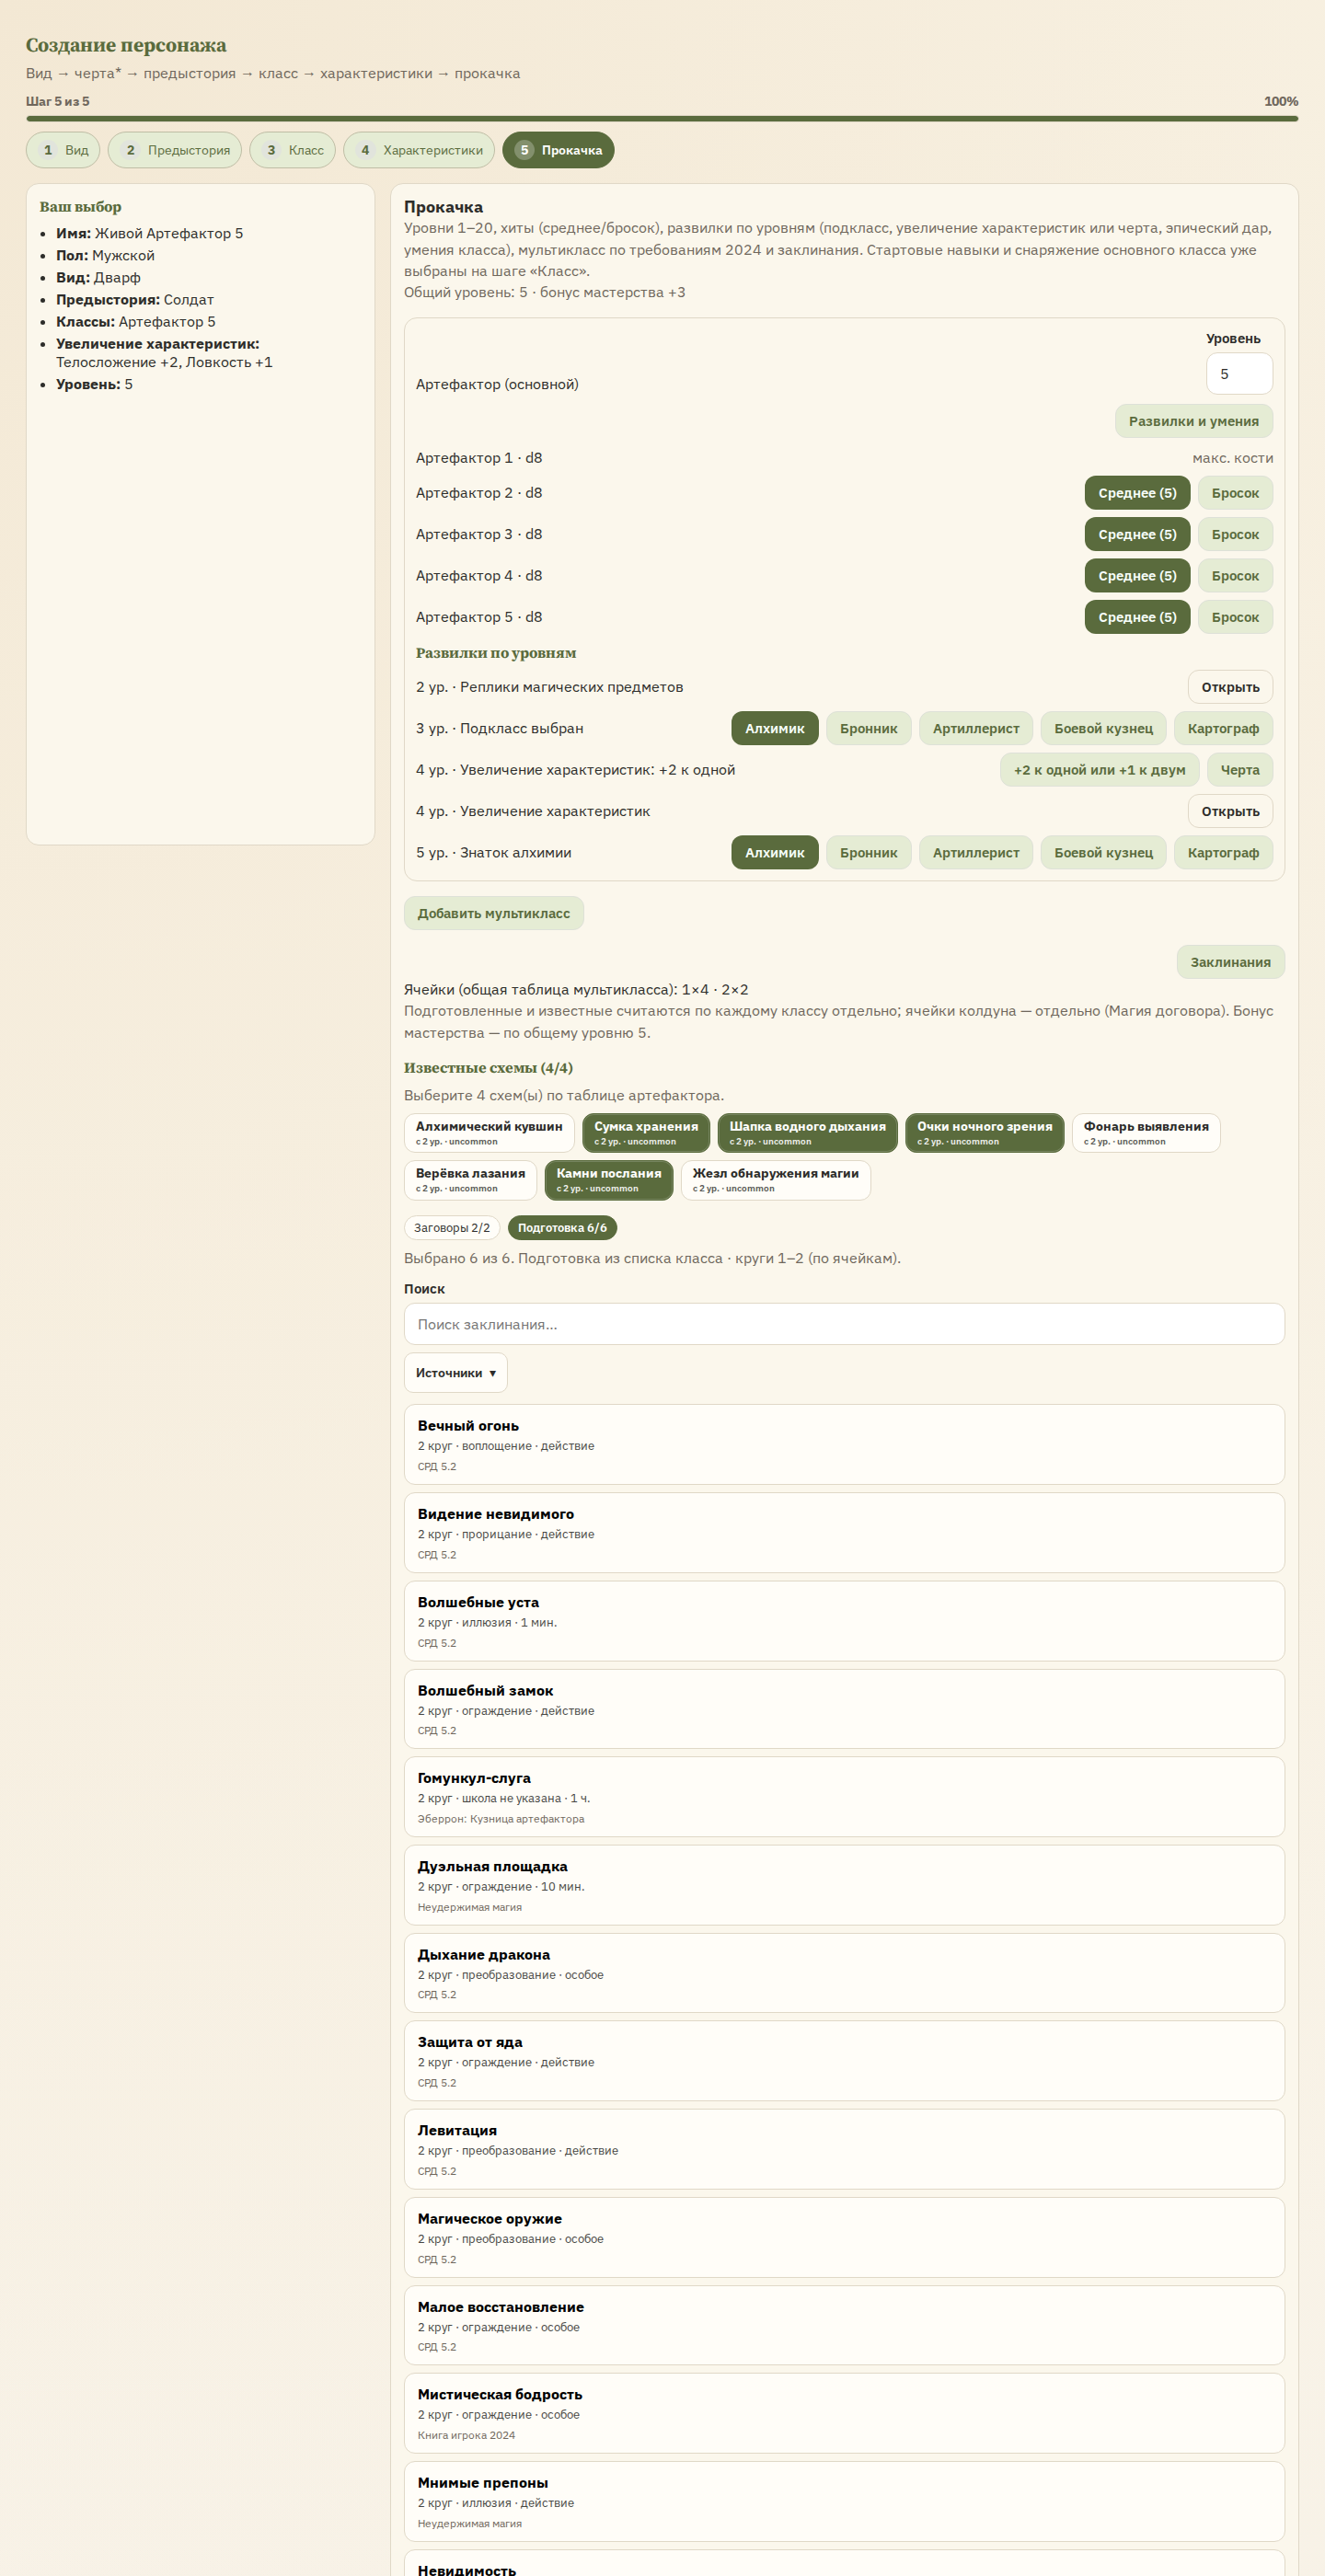 Создание персонажа
Вид → черта* → предыстория → класс → характеристики → прокачка
Шаг 5 из 5
100%
1 Вид
2 Предыстория
3 Класс
4 Характеристики
5 Прокачка
Ваш выбор
• Имя: Живой Артефактор 5
• Пол: Мужской
• Вид: Дварф
• Предыстория: Солдат
• Классы: Артефактор 5
• Увеличение характеристик:
Телосложение +2, Ловкость +1
• Уровень: 5
Прокачка
Уровни 1–20, хиты (среднее/бросок), развилки по уровням (подкласс, увеличение характеристик или черта, эпический дар,
умения класса), мультикласс по требованиям 2024 и заклинания. Стартовые навыки и снаряжение основного класса уже
выбраны на шаге «Класс».
Общий уровень: 5 · бонус мастерства +3
Уровень
Артефактор (основной)
5
Развилки и умения
Артефактор 1 · d8
макс. кости
Артефактор 2 · d8
Среднее (5)
Бросок
Артефактор 3 · d8
Среднее (5)
Бросок
Артефактор 4 · d8
Среднее (5)
Бросок
Артефактор 5 · d8
Среднее (5)
Бросок
Развилки по уровням
2 ур. · Реплики магических предметов
Открыть
3 ур. · Подкласс выбран
Алхимик
Бронник
Артиллерист
Боевой кузнец
Картограф
4 ур. · Увеличение характеристик: +2 к одной
+2 к одной или +1 к двум
Черта
4 ур. · Увеличение характеристик
Открыть
5 ур. · Знаток алхимии
Алхимик
Бронник
Артиллерист
Боевой кузнец
Картограф
Добавить мультикласс
Заклинания
Ячейки (общая таблица мультикласса): 1×4 · 2×2
Подготовленные и известные считаются по каждому классу отдельно; ячейки колдуна — отдельно (Магия договора). Бонус
мастерства — по общему уровню 5.
Известные схемы (4/4)
Выберите 4 схем(ы) по таблице артефактора.
Алхимический кувшин
с 2 ур. · uncommon
Сумка хранения
с 2 ур. · uncommon
Шапка водного дыхания
с 2 ур. · uncommon
Очки ночного зрения
с 2 ур. · uncommon
Фонарь выявления
с 2 ур. · uncommon
Верёвка лазания
с 2 ур. · uncommon
Камни послания
с 2 ур. · uncommon
Жезл обнаружения магии
с 2 ур. · uncommon
Заговоры 2/2
Подготовка 6/6
Выбрано 6 из 6. Подготовка из списка класса · круги 1–2 (по ячейкам).
Поиск
Поиск заклинания...
Источники ▾
Вечный огонь
2 круг · воплощение · действие
СРД 5.2
Видение невидимого
2 круг · прорицание · действие
СРД 5.2
Волшебные уста
2 круг · иллюзия · 1 мин.
СРД 5.2
Волшебный замок
2 круг · ограждение · действие
СРД 5.2
Гомункул-слуга
2 круг · школа не указана · 1 ч.
Эберрон: Кузница артефактора
Дуэльная площадка
2 круг · ограждение · 10 мин.
Неудержимая магия
Дыхание дракона
2 круг · преобразование · особое
СРД 5.2
Защита от яда
2 круг · ограждение · действие
СРД 5.2
Левитация
2 круг · преобразование · действие
СРД 5.2
Магическое оружие
2 круг · преобразование · особое
СРД 5.2
Малое восстановление
2 круг · ограждение · особое
СРД 5.2
Мистическая бодрость
2 круг · ограждение · особое
Книга игрока 2024
Мнимые препоны
2 круг · иллюзия · действие
Неудержимая магия
Невидимость